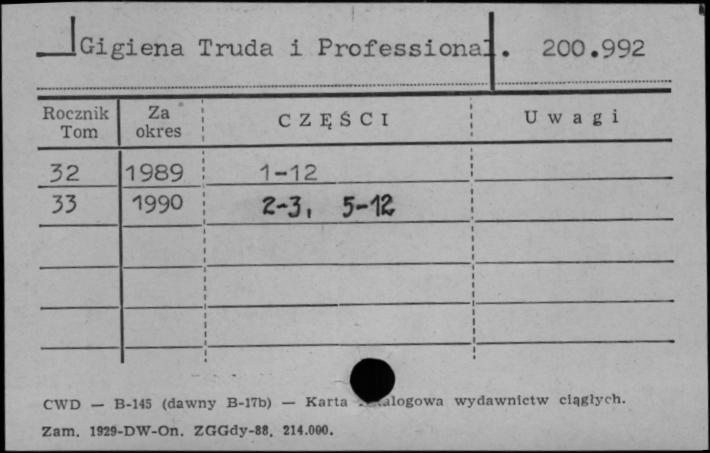 Gigiena Truda i Professional. 200.992
Rocznik Tom Za okres CZĘŚCI Uwagi
32 1989 1-12
33 1990 2-3, 5-12
CWD — B-145 (dawny B-17b) — Karta wydawnictw ciągłych.
Zam. 1929-DW-On. ZGGdy-88, 214.000.